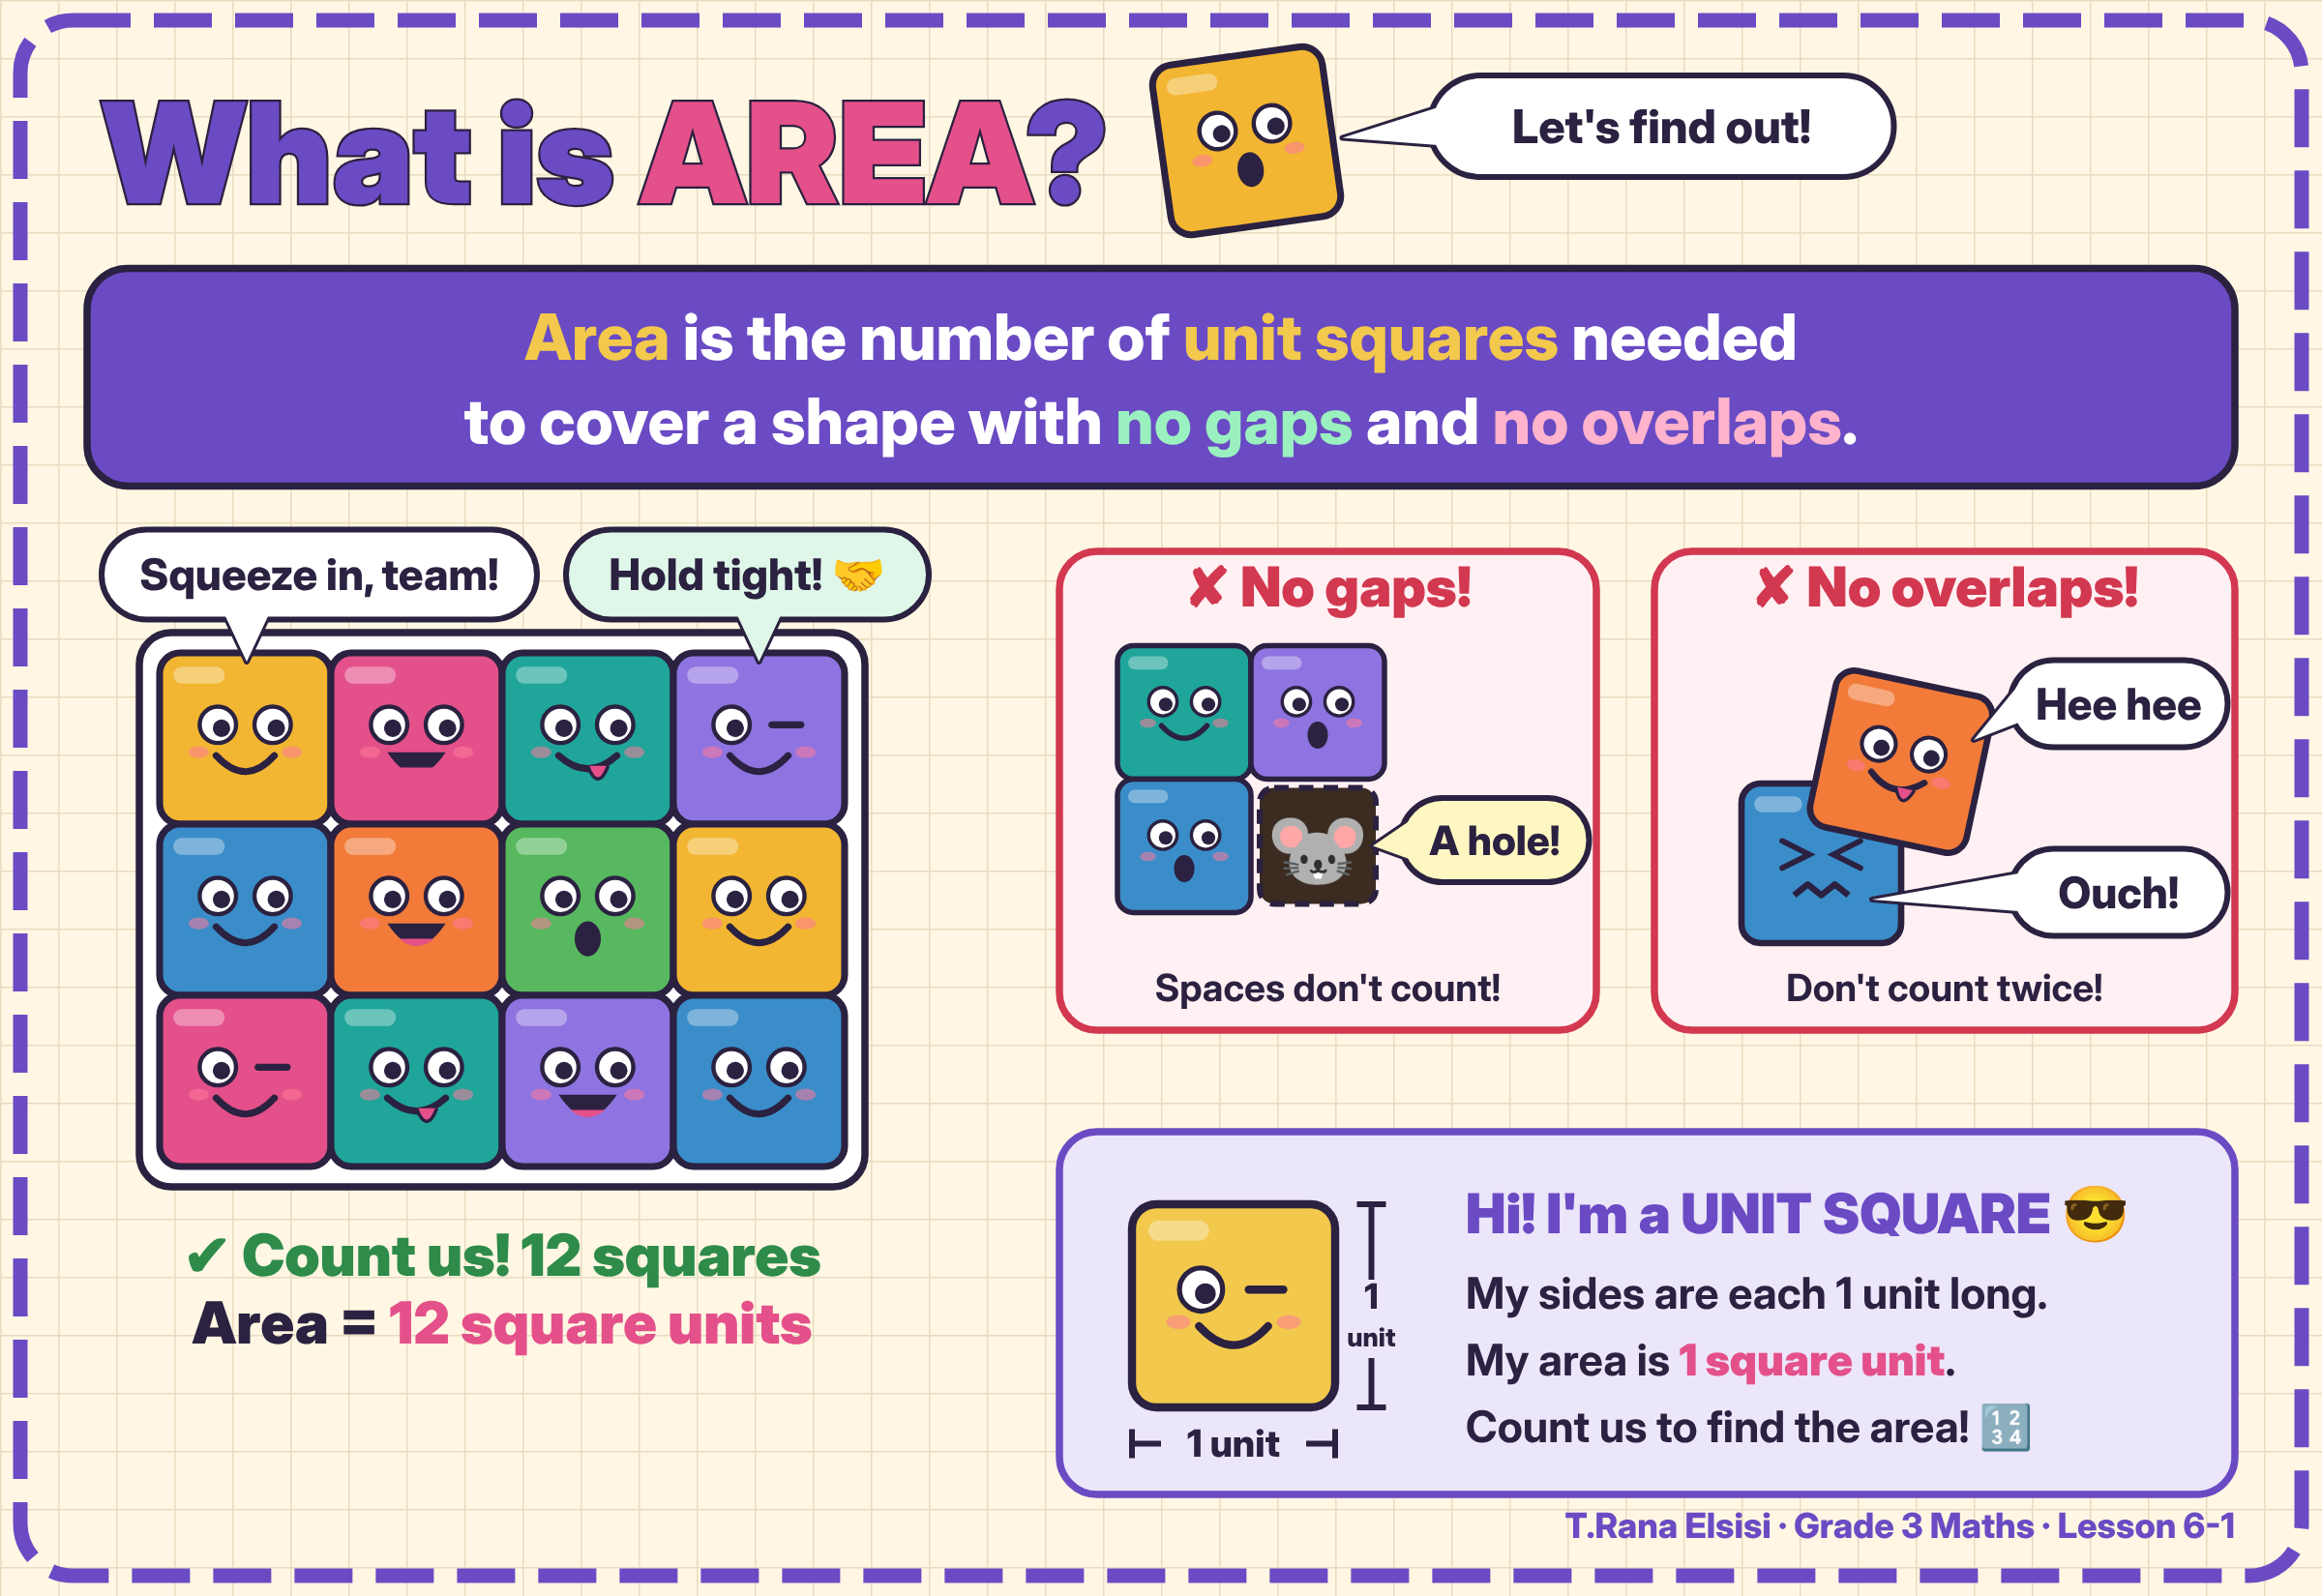 What is AREA?
Let's find out!
Area is the number of unit squares needed
to cover a shape with no gaps and no overlaps.
Squeeze in, team!
Hold tight! 🤝
✔ Count us! 12 squares
Area = 12 square units
✘ No gaps!
A hole!
Spaces don't count!
✘ No overlaps!
Hee hee
Ouch!
Don't count twice!
1
unit
1 unit
Hi! I'm a UNIT SQUARE 😎
My sides are each 1 unit long.
My area is 1 square unit.
Count us to find the area! 🔢
T.Rana Elsisi · Grade 3 Maths · Lesson 6-1